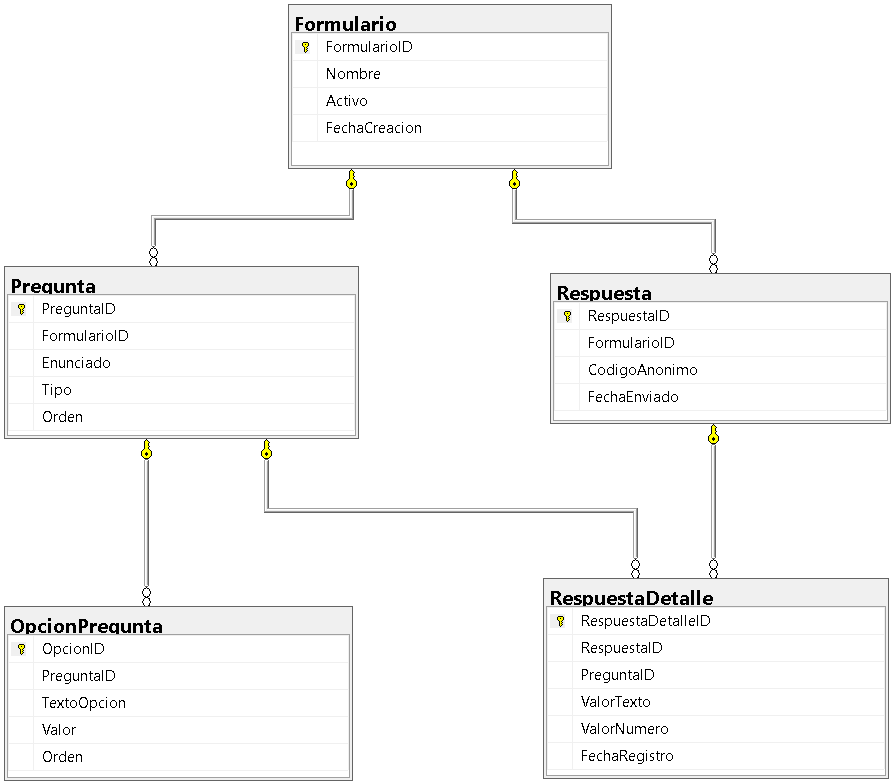 Formulario
FormularioID
Nombre
Activo
FechaCreacion
Pregunta
PreguntaID
FormularioID
Enunciado
Tipo
Orden
Respuesta
RespuestaID
FormularioID
CodigoAnonimo
FechaEnviado
OpcionPregunta
OpcionID
PreguntaID
TextoOpcion
Valor
Orden
RespuestaDetalle
RespuestaDetalleID
RespuestaID
PreguntaID
ValorTexto
ValorNumero
FechaRegistro